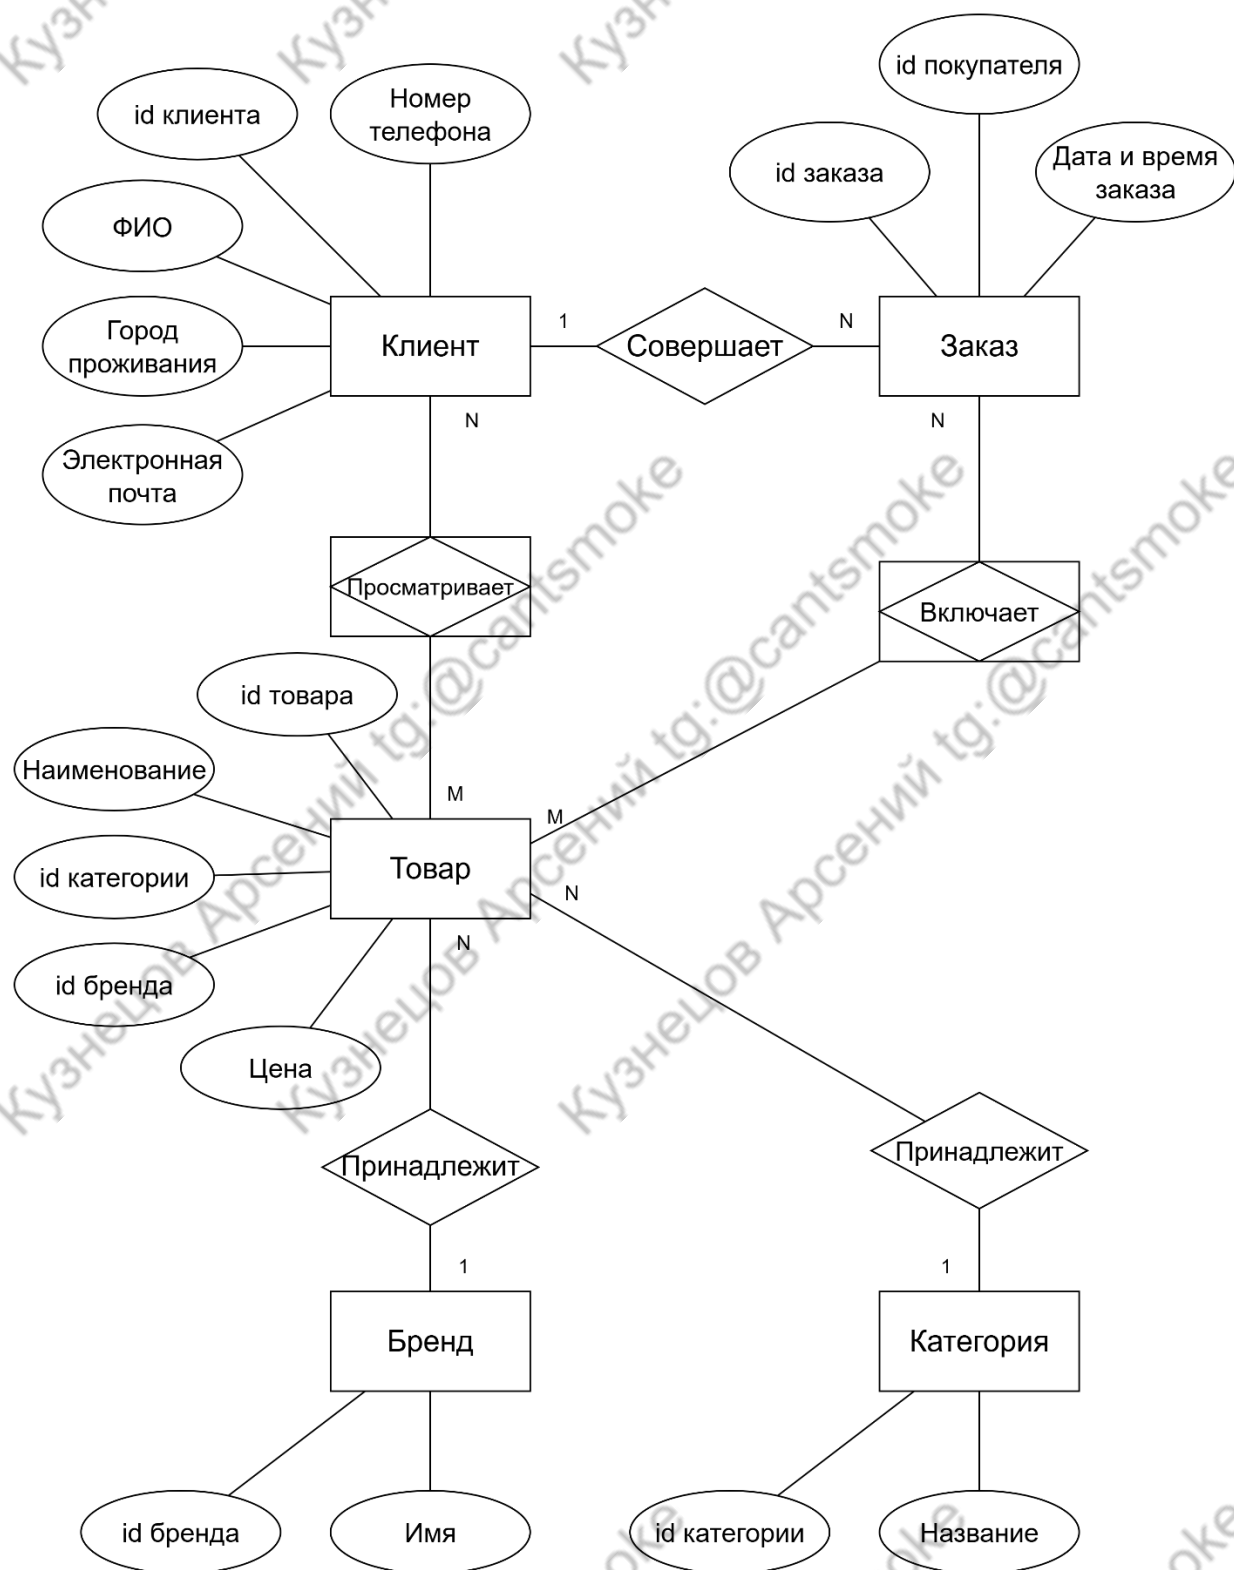 id покупателя
id клиента
Номер
телефона
id заказа
Дата и время
заказа
ФИО
Город
проживания
Клиент
1
Совершает
N
Заказ
N
N
Электронная
почта
Просматривает
Включает
id товара
Наименование
M
M
Товар
id категории
N
N
id бренда
Цена
Принадлежит
Принадлежит
1
1
Бренд
Категория
id бренда
Имя
id категории
Название
Кузнецов Арсений tg:@cantsmoke
Кузнецов Арсений tg:@cantsmoke
Кузнецов Арсений tg:@cantsmoke